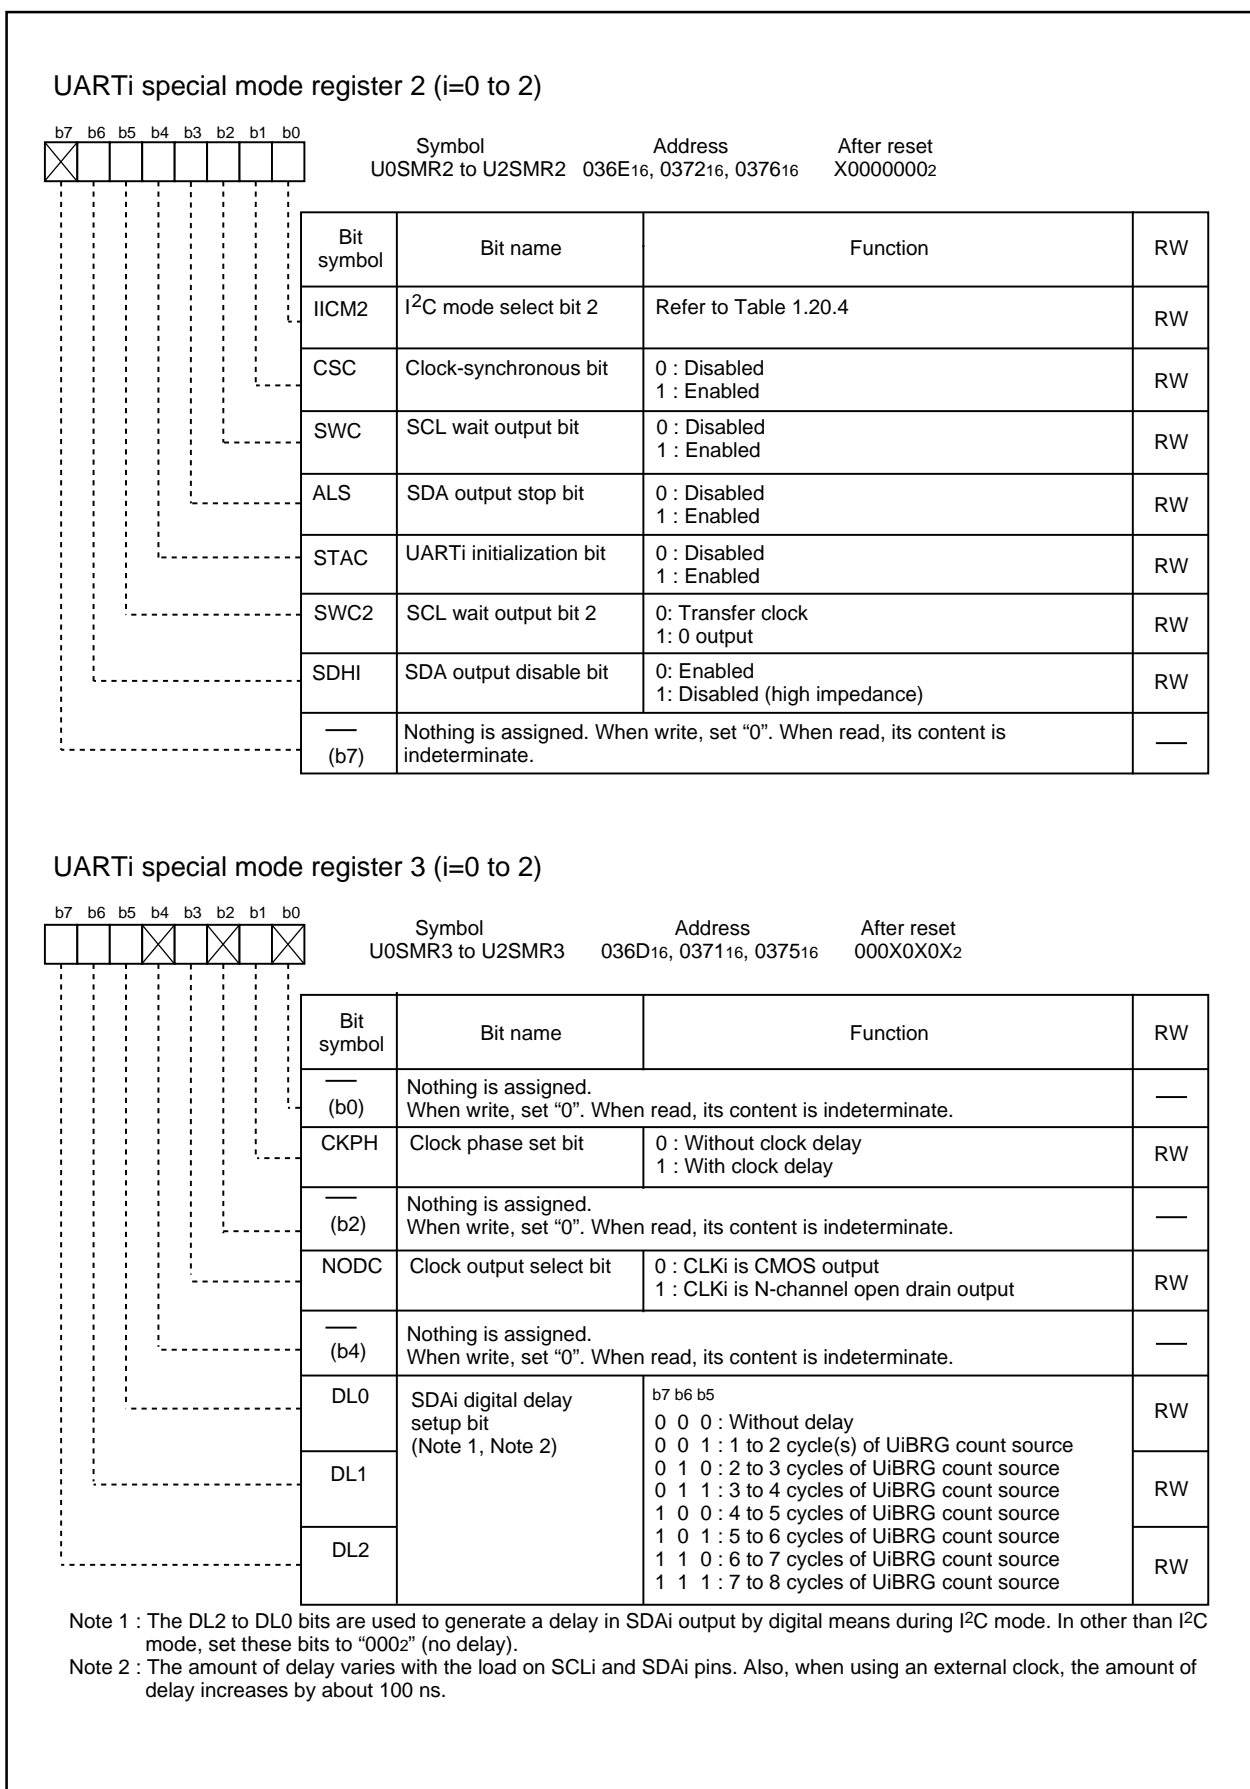 UARTi special mode register 2 (i=0 to 2)
b7 b6 b5 b4 b3 b2 b1 b0
Symbol Address After reset
U0SMR2 to U2SMR2 036E16, 037216, 037616 X00000002
Bit symbol Bit name Function RW
IICM2 I2C mode select bit 2 Refer to Table 1.20.4 RW
CSC Clock-synchronous bit 0 : Disabled
1 : Enabled RW
SWC SCL wait output bit 0 : Disabled
1 : Enabled RW
ALS SDA output stop bit 0 : Disabled
1 : Enabled RW
STAC UARTi initialization bit 0 : Disabled
1 : Enabled RW
SWC2 SCL wait output bit 2 0: Transfer clock
1: 0 output RW
SDHI SDA output disable bit 0: Enabled
1: Disabled (high impedance) RW
— Nothing is assigned. When write, set “0”. When read, its content is
(b7) indeterminate. —
UARTi special mode register 3 (i=0 to 2)
b7 b6 b5 b4 b3 b2 b1 b0
Symbol Address After reset
U0SMR3 to U2SMR3 036D16, 037116, 037516 000X0X0X2
Bit symbol Bit name Function RW
— Nothing is assigned.
(b0) When write, set “0”. When read, its content is indeterminate. —
CKPH Clock phase set bit 0 : Without clock delay
1 : With clock delay RW
— Nothing is assigned.
(b2) When write, set “0”. When read, its content is indeterminate. —
NODC Clock output select bit 0 : CLKi is CMOS output
1 : CLKi is N-channel open drain output RW
— Nothing is assigned.
(b4) When write, set “0”. When read, its content is indeterminate. —
DL0 SDAi digital delay b7 b6 b5 RW
setup bit 0 0 0 : Without delay
(Note 1, Note 2) 0 0 1 : 1 to 2 cycle(s) of UiBRG count source
DL1 0 1 0 : 2 to 3 cycles of UiBRG count source
0 1 1 : 3 to 4 cycles of UiBRG count source RW
1 0 0 : 4 to 5 cycles of UiBRG count source
1 0 1 : 5 to 6 cycles of UiBRG count source
DL2 1 1 0 : 6 to 7 cycles of UiBRG count source RW
1 1 1 : 7 to 8 cycles of UiBRG count source
Note 1 : The DL2 to DL0 bits are used to generate a delay in SDAi output by digital means during I2C mode. In other than I2C
mode, set these bits to “0002” (no delay).
Note 2 : The amount of delay varies with the load on SCLi and SDAi pins. Also, when using an external clock, the amount of
delay increases by about 100 ns.